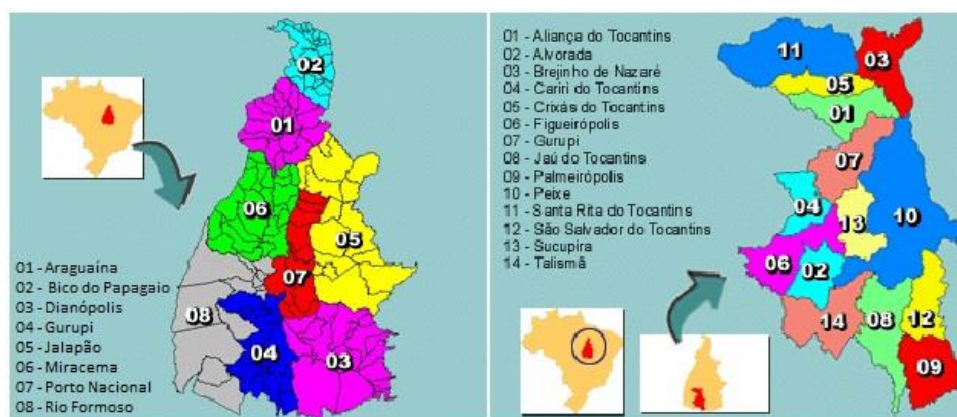 02
01
06
05
07
08
04
03
01 - Araguaína
02 - Bico do Papagaio
03 - Dianópolis
04 - Gurupi
05 - Jalapão
06 - Miracema
07 - Porto Nacional
08 - Rio Formoso
01 - Aliança do Tocantins
02 - Alvorada
03 - Brejinho de Nazaré
04 - Cariri do Tocantins
05 - Crixás do Tocantins
06 - Figueirópolis
07 - Gurupi
08 - Jaú do Tocantins
09 - Palmeirópolis
10 - Peixe
11 - Santa Rita do Tocantins
12 - São Salvador do Tocantins
13 - Sucupira
14 - Talismã
11
03
05
01
07
04
13
10
06
02
14
08
12
09